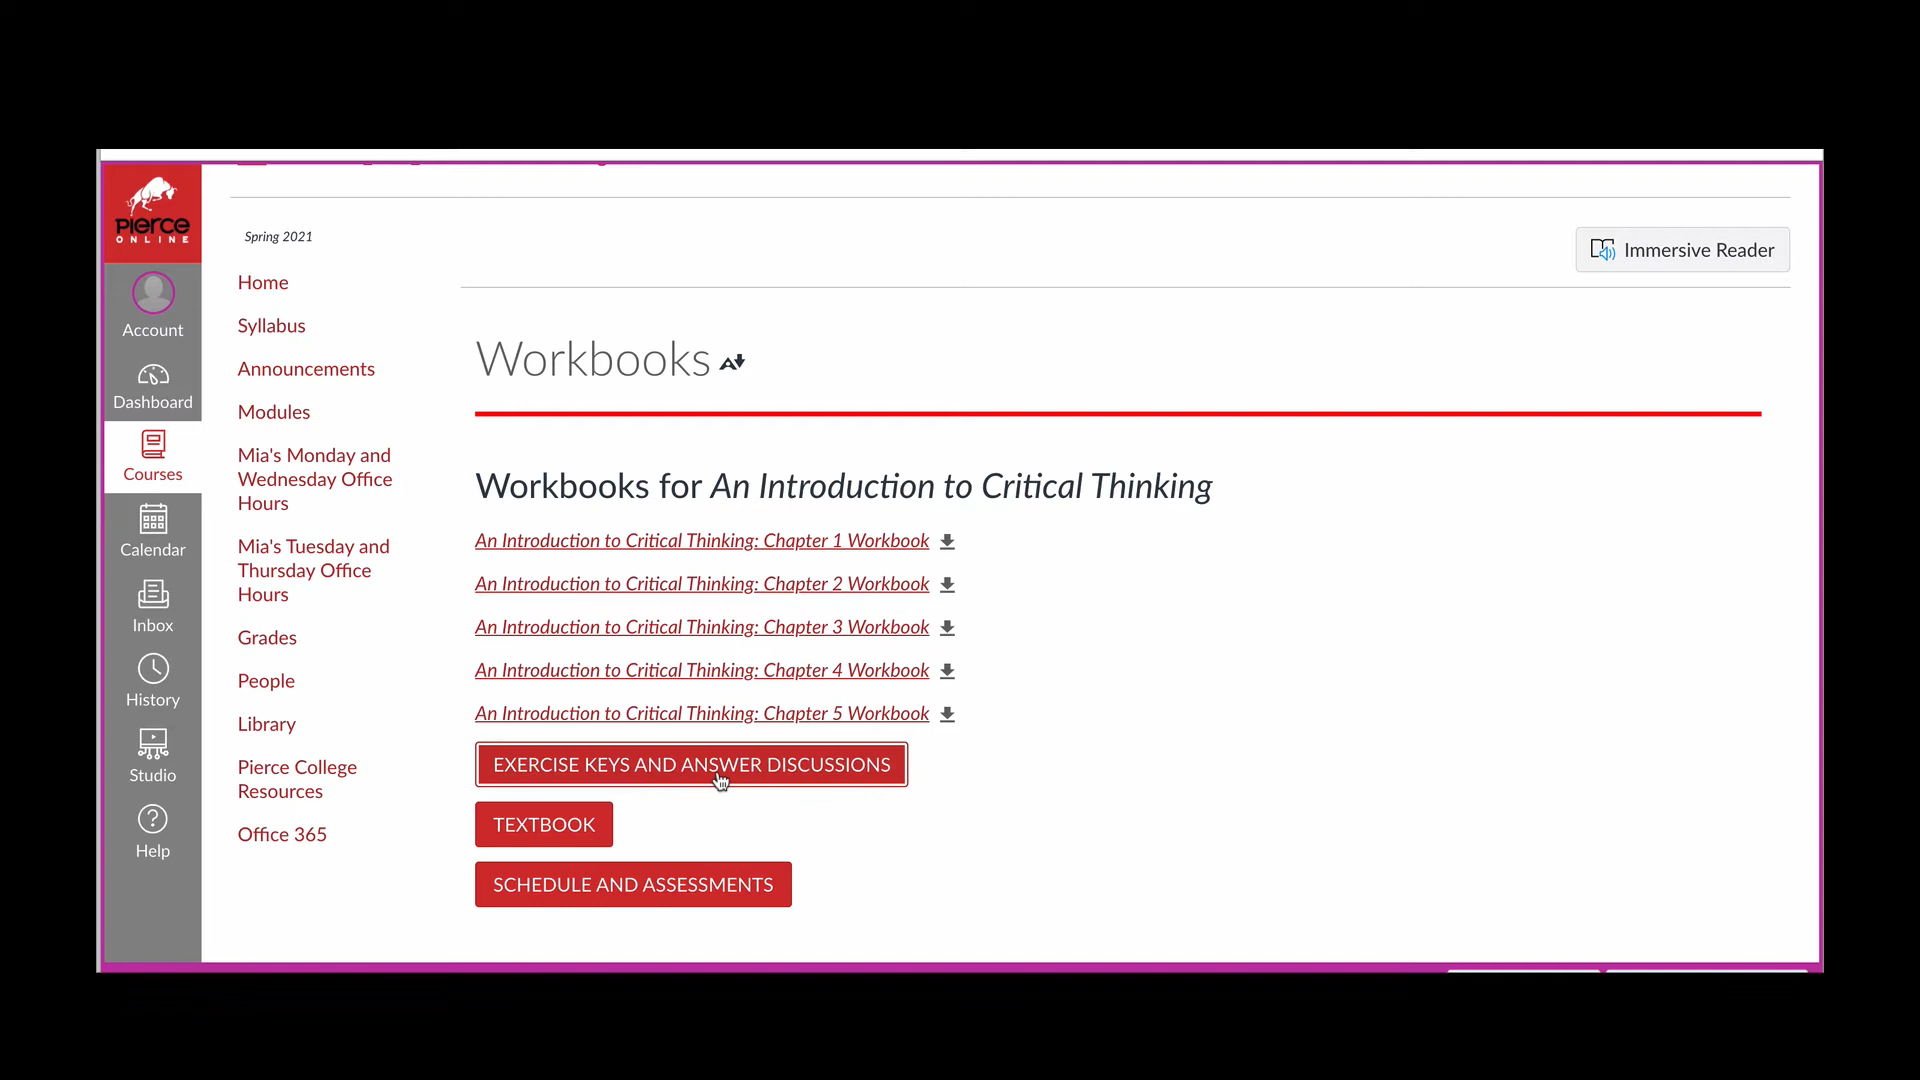 PIERCE
ONLINE
Account
Dashboard
Courses
Calendar
Inbox
History
Studio
Help
Spring 2021
Home
Syllabus
Announcements
Modules
Mia's Monday and
Wednesday Office
Hours
Mia's Tuesday and
Thursday Office
Hours
Grades
People
Library
Pierce College
Resources
Office 365
Immersive Reader
Workbooks
Workbooks for An Introduction to Critical Thinking
An Introduction to Critical Thinking: Chapter 1 Workbook
An Introduction to Critical Thinking: Chapter 2 Workbook
An Introduction to Critical Thinking: Chapter 3 Workbook
An Introduction to Critical Thinking: Chapter 4 Workbook
An Introduction to Critical Thinking: Chapter 5 Workbook
EXERCISE KEYS AND ANSWER DISCUSSIONS
TEXTBOOK
SCHEDULE AND ASSESSMENTS